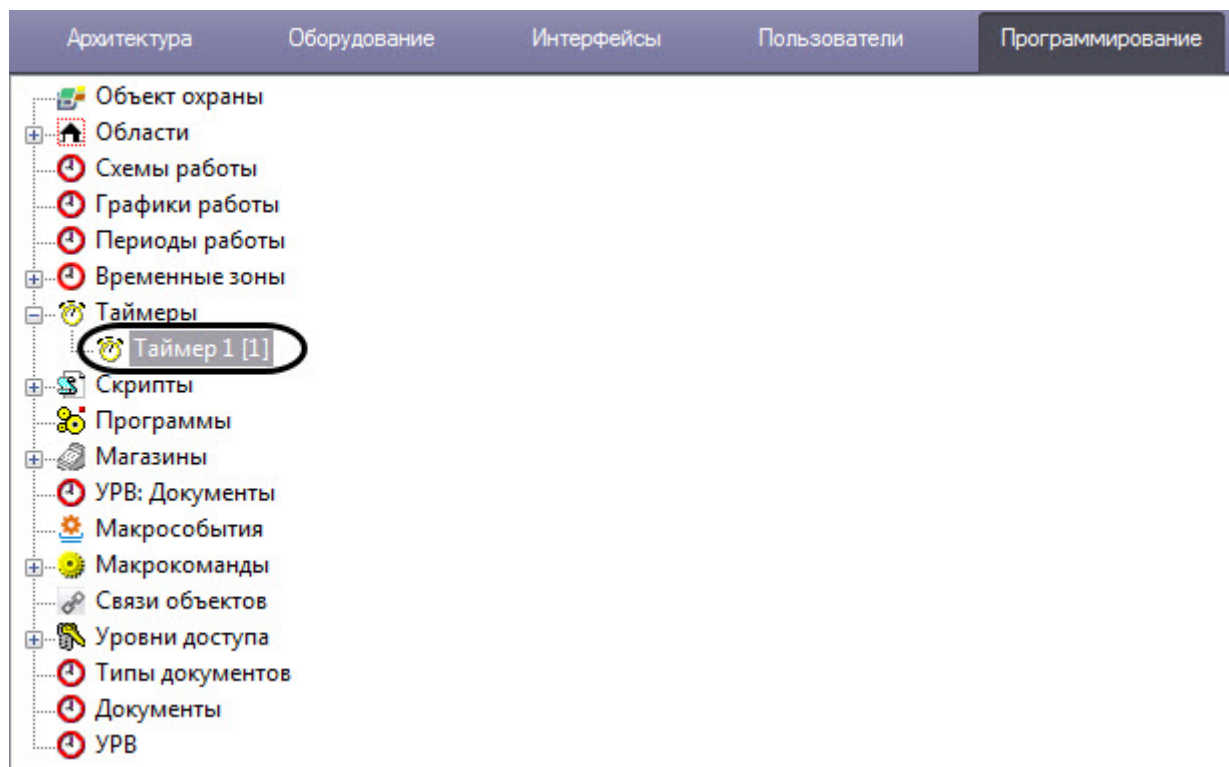 Архитектура Оборудование Интерфейсы Пользователи Программирование
Объект охраны
Области
Схемы работы
Графики работы
Периоды работы
Временные зоны
Таймеры
Таймер 1 [1]
Скрипты
Программы
Магазины
УРВ: Документы
Макрособытия
Макрокоманды
Связи объектов
Уровни доступа
Типы документов
Документы
УРВ